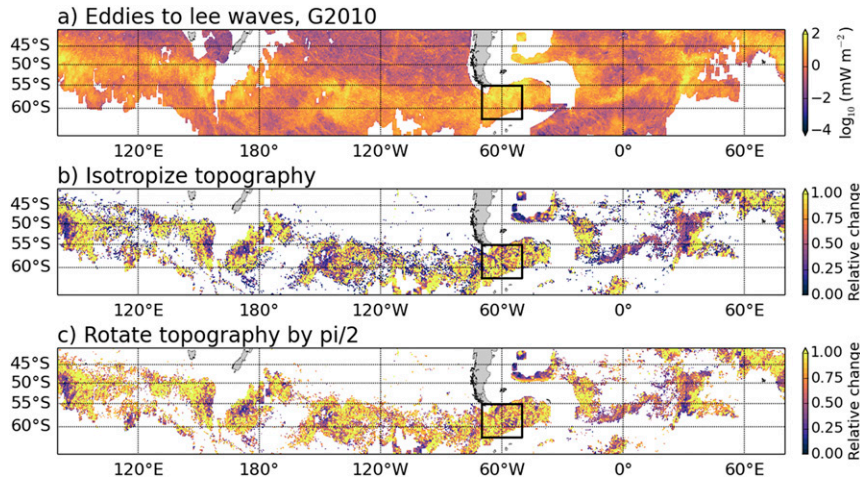 a) Eddies to lee waves, G2010
45°S
50°S
55°S
60°S
120°E 180° 120°W 60°W 0° 60°E
2
0
−2
−4
log₁₀ (mW m⁻²)
b) Isotropize topography
45°S
50°S
55°S
60°S
120°E 180° 120°W 60°W 0° 60°E
1.00
0.75
0.50
0.25
0.00
Relative change
c) Rotate topography by pi/2
45°S
50°S
55°S
60°S
120°E 180° 120°W 60°W 0° 60°E
1.00
0.75
0.50
0.25
0.00
Relative change